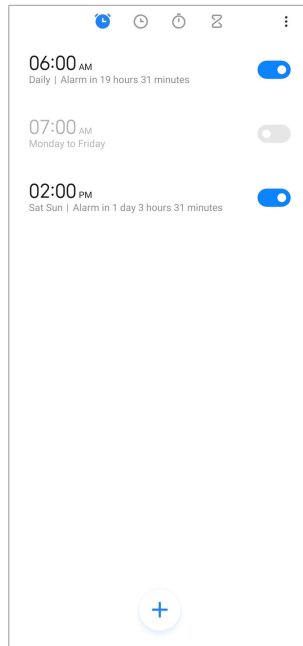 06:00 AM
Daily | Alarm in 19 hours 31 minutes
07:00 AM
Monday to Friday
02:00 PM
Sat Sun | Alarm in 1 day 3 hours 31 minutes